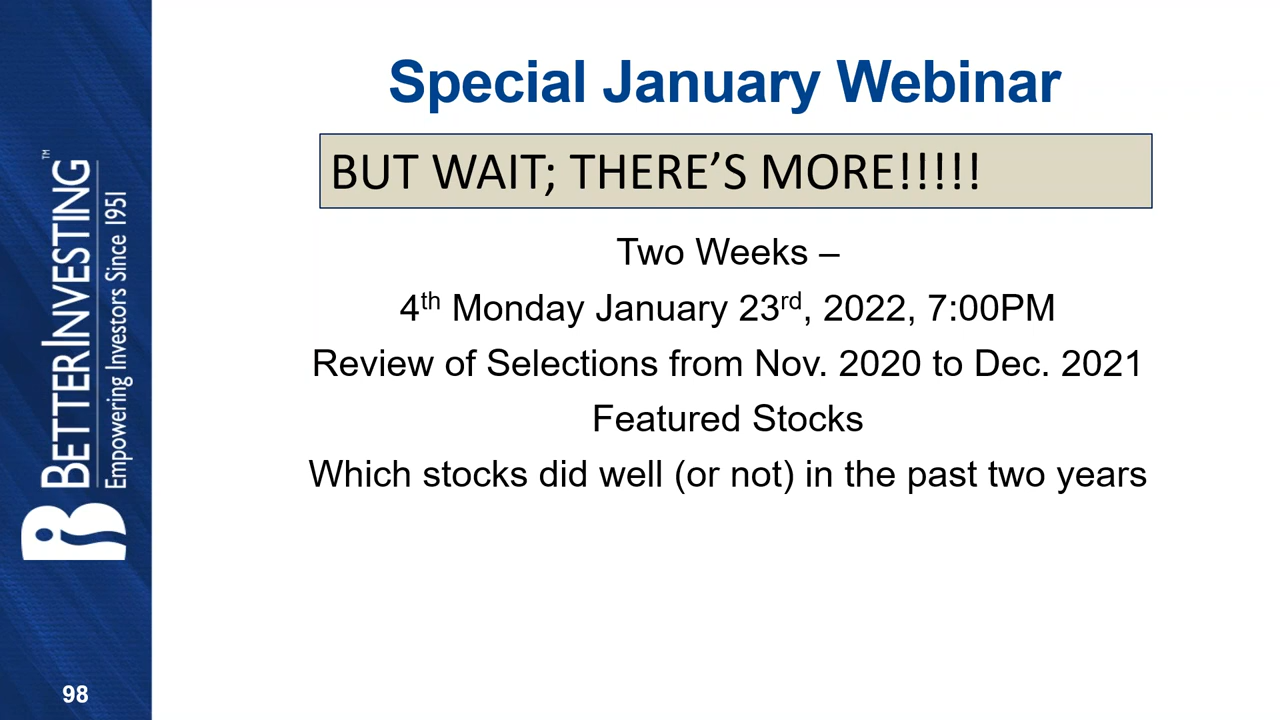 Special January Webinar
BUT WAIT; THERE’S MORE!!!!!
Two Weeks –
4th Monday January 23rd, 2022, 7:00PM
Review of Selections from Nov. 2020 to Dec. 2021
Featured Stocks
Which stocks did well (or not) in the past two years
BETTERINVESTING™
Empowering Investors Since 1951
98